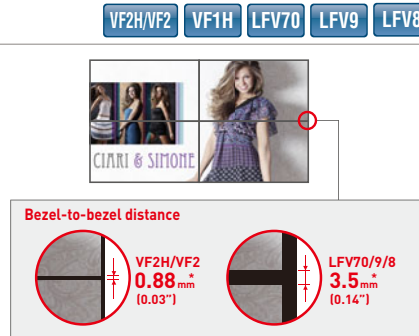 VF2H/VF2 VF1H LFV70 LFV9 LFV8
CIARI & SIMONE
Bezel-to-bezel distance
VF2H/VF2
0.88mm*
(0.03")
LFV70/9/8
3.5mm*
(0.14")